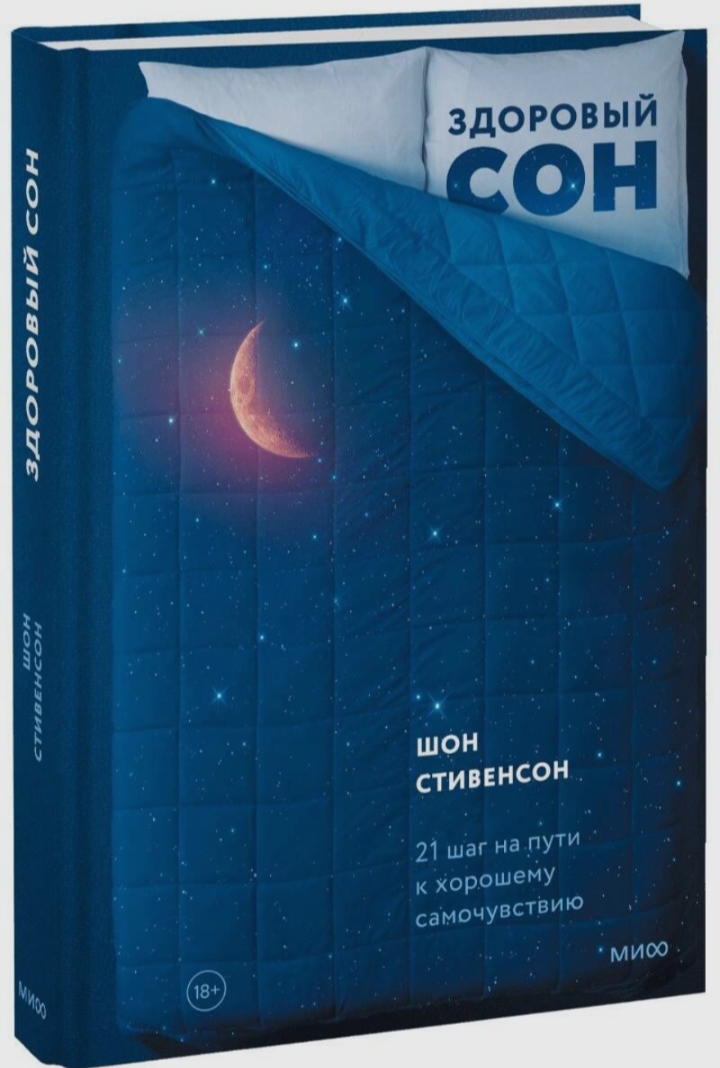 ЗДОРОВЫЙ
СОН
ШОН
СТИВЕНСОН
21 шаг на пути
к хорошему
самочувствию
МИФ
18+
ЗДОРОВЫЙ СОН
ШОН
СТИВЕНСОН
МИФ